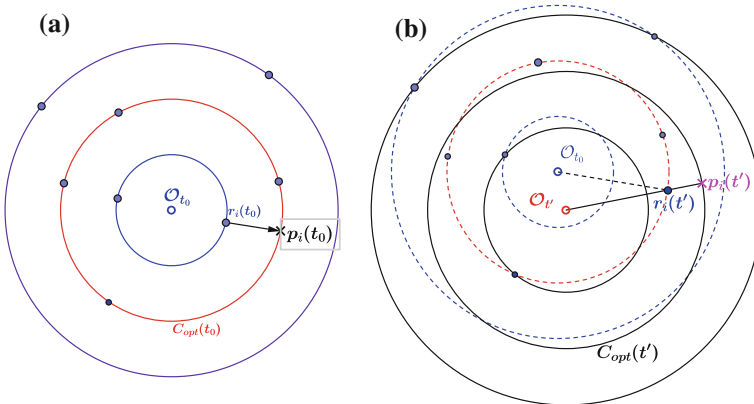 (a)
𝒪_{t_0}
r_i(t_0)
p_i(t_0)
C_{opt}(t_0)
(b)
𝒪_{t_0}
p_i(t')
𝒪_{t'}
r_i(t')
C_{opt}(t')